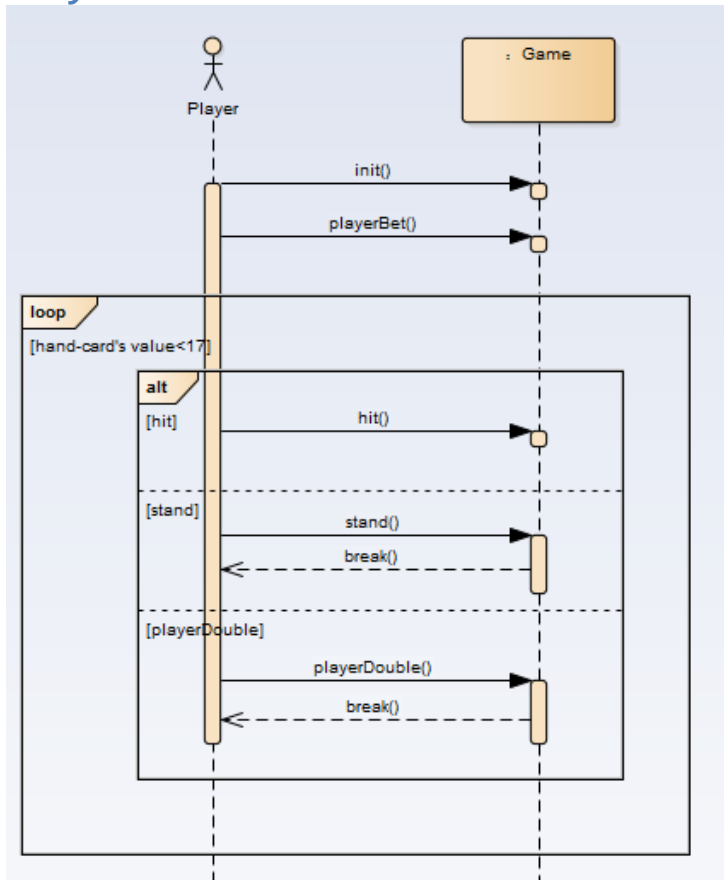 Player
: Game
init()
playerBet()
loop
[hand-card's value<17]
alt
[hit]
hit()
[stand]
stand()
break()
[playerDouble]
playerDouble()
break()